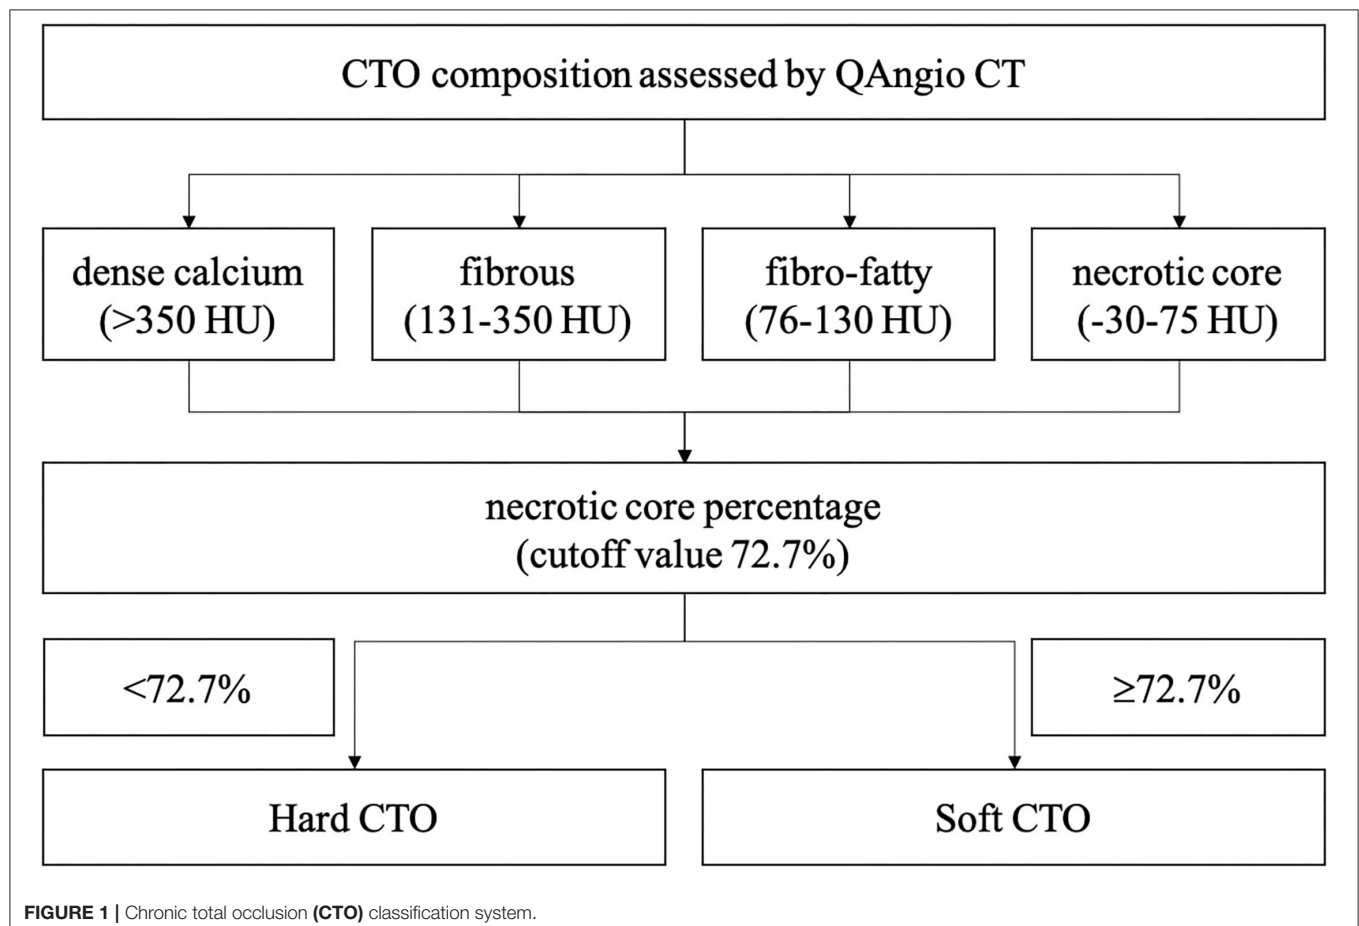 CTO composition assessed by QAngio CT
dense calcium
(>350 HU)
fibrous
(131-350 HU)
fibro-fatty
(76-130 HU)
necrotic core
(-30-75 HU)
necrotic core percentage
(cutoff value 72.7%)
<72.7%
≥72.7%
Hard CTO
Soft CTO
FIGURE 1 | Chronic total occlusion (CTO) classification system.